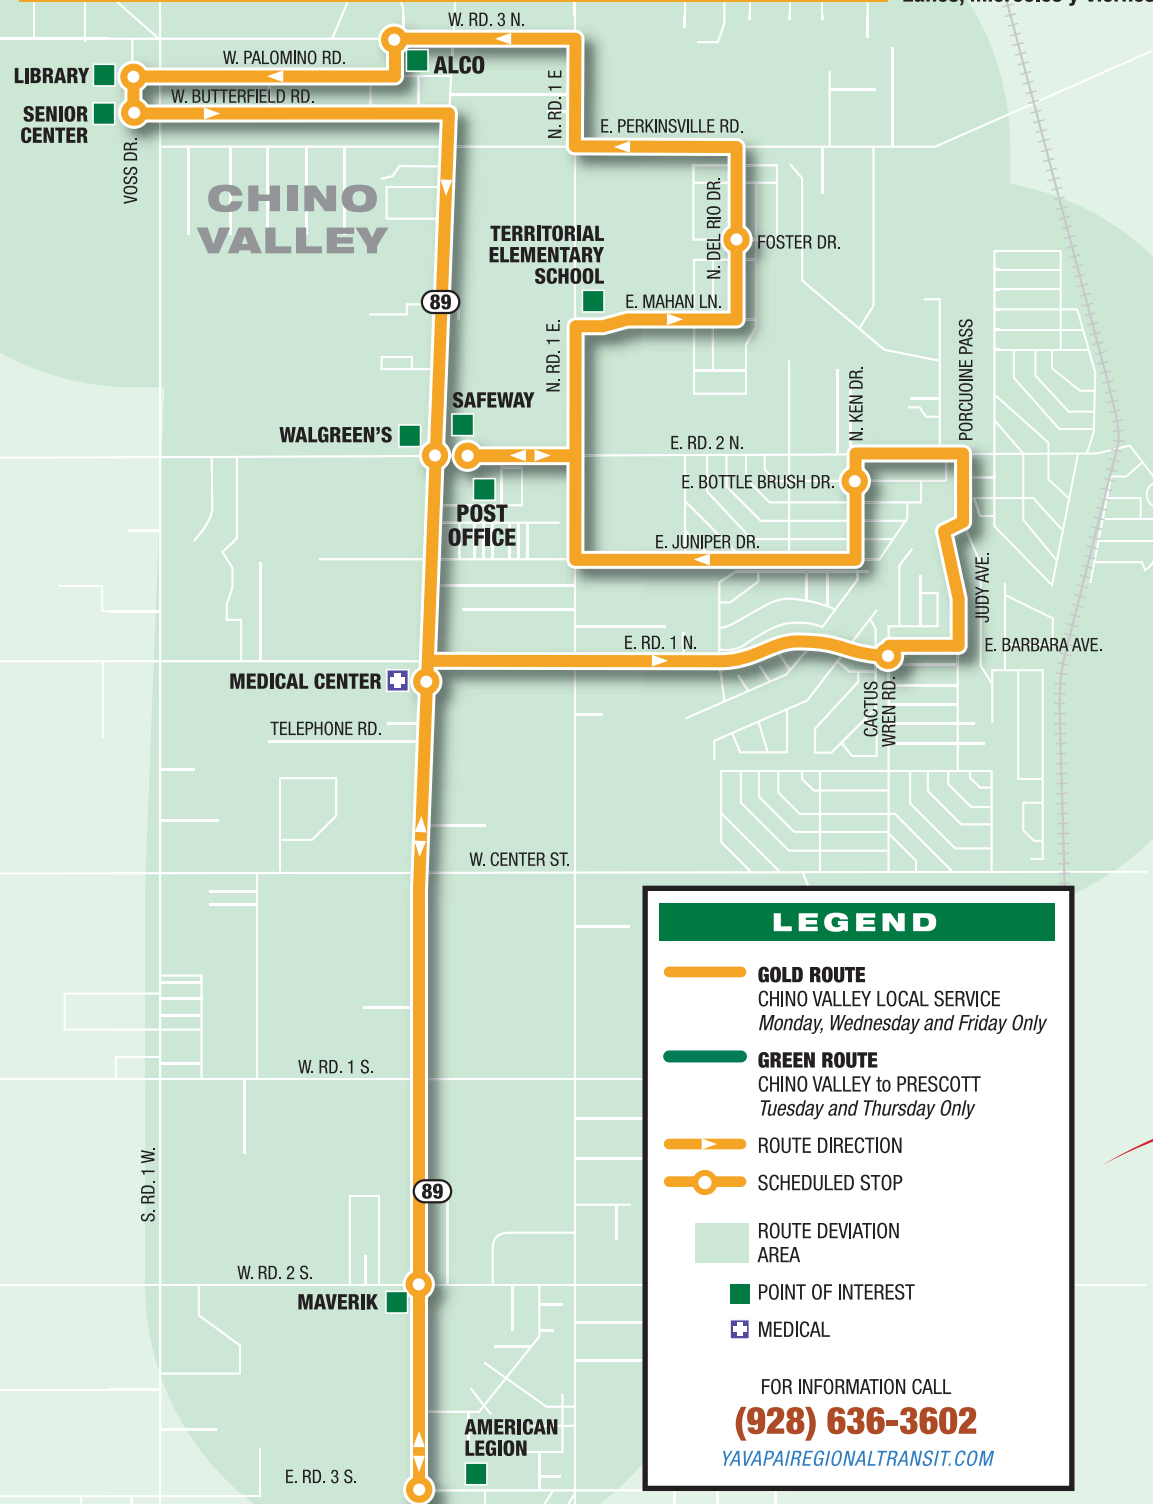 W. RD. 3 N.
W. PALOMINO RD.
ALCO
LIBRARY
W. BUTTERFIELD RD.
SENIOR
CENTER
VOSS DR.
N. RD. 1 E
E. PERKINSVILLE RD.
CHINO
VALLEY
N. DEL RIO DR.
FOSTER DR.
TERRITORIAL
ELEMENTARY
SCHOOL
E. MAHAN LN.
89
N. RD. 1 E.
PORCUOINE PASS
N. KEN DR.
SAFEWAY
WALGREEN'S
E. RD. 2 N.
E. BOTTLE BRUSH DR.
POST
OFFICE
E. JUNIPER DR.
JUDY AVE.
E. RD. 1 N.
E. BARBARA AVE.
MEDICAL CENTER
CACTUS
WREN RD.
TELEPHONE RD.
W. CENTER ST.
W. RD. 1 S.
S. RD. 1 W.
89
W. RD. 2 S.
MAVERIK
AMERICAN
LEGION
E. RD. 3 S.
LEGEND
GOLD ROUTE
CHINO VALLEY LOCAL SERVICE
Monday, Wednesday and Friday Only
GREEN ROUTE
CHINO VALLEY to PRESCOTT
Tuesday and Thursday Only
ROUTE DIRECTION
SCHEDULED STOP
ROUTE DEVIATION
AREA
POINT OF INTEREST
MEDICAL
FOR INFORMATION CALL
(928) 636-3602
YAVAPAIREGIONALTRANSIT.COM